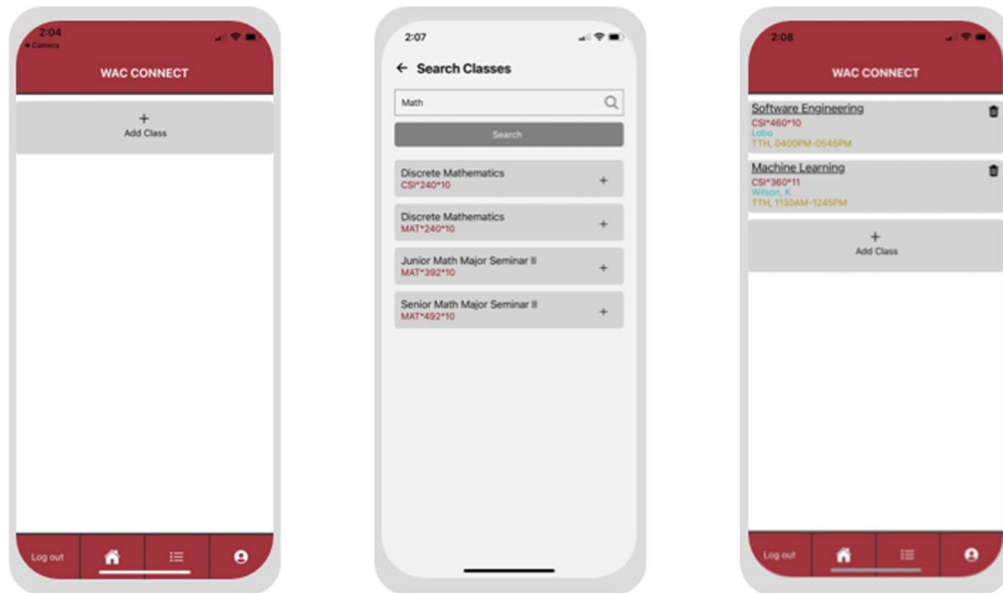 2:04
◀ Camera
WAC CONNECT
+
Add Class
Log out
2:07
← Search Classes
Math
Search
Discrete Mathematics
CSI*240*10
+
Discrete Mathematics
MAT*240*10
+
Junior Math Major Seminar II
MAT*392*10
+
Senior Math Major Seminar II
MAT*492*10
+
2:08
WAC CONNECT
Software Engineering
CSI*460*10
Lobo
TTH, 0400PM-0545PM
Machine Learning
CSI*360*11
Wilson, K
TTH, 1130AM-1245PM
+
Add Class
Log out